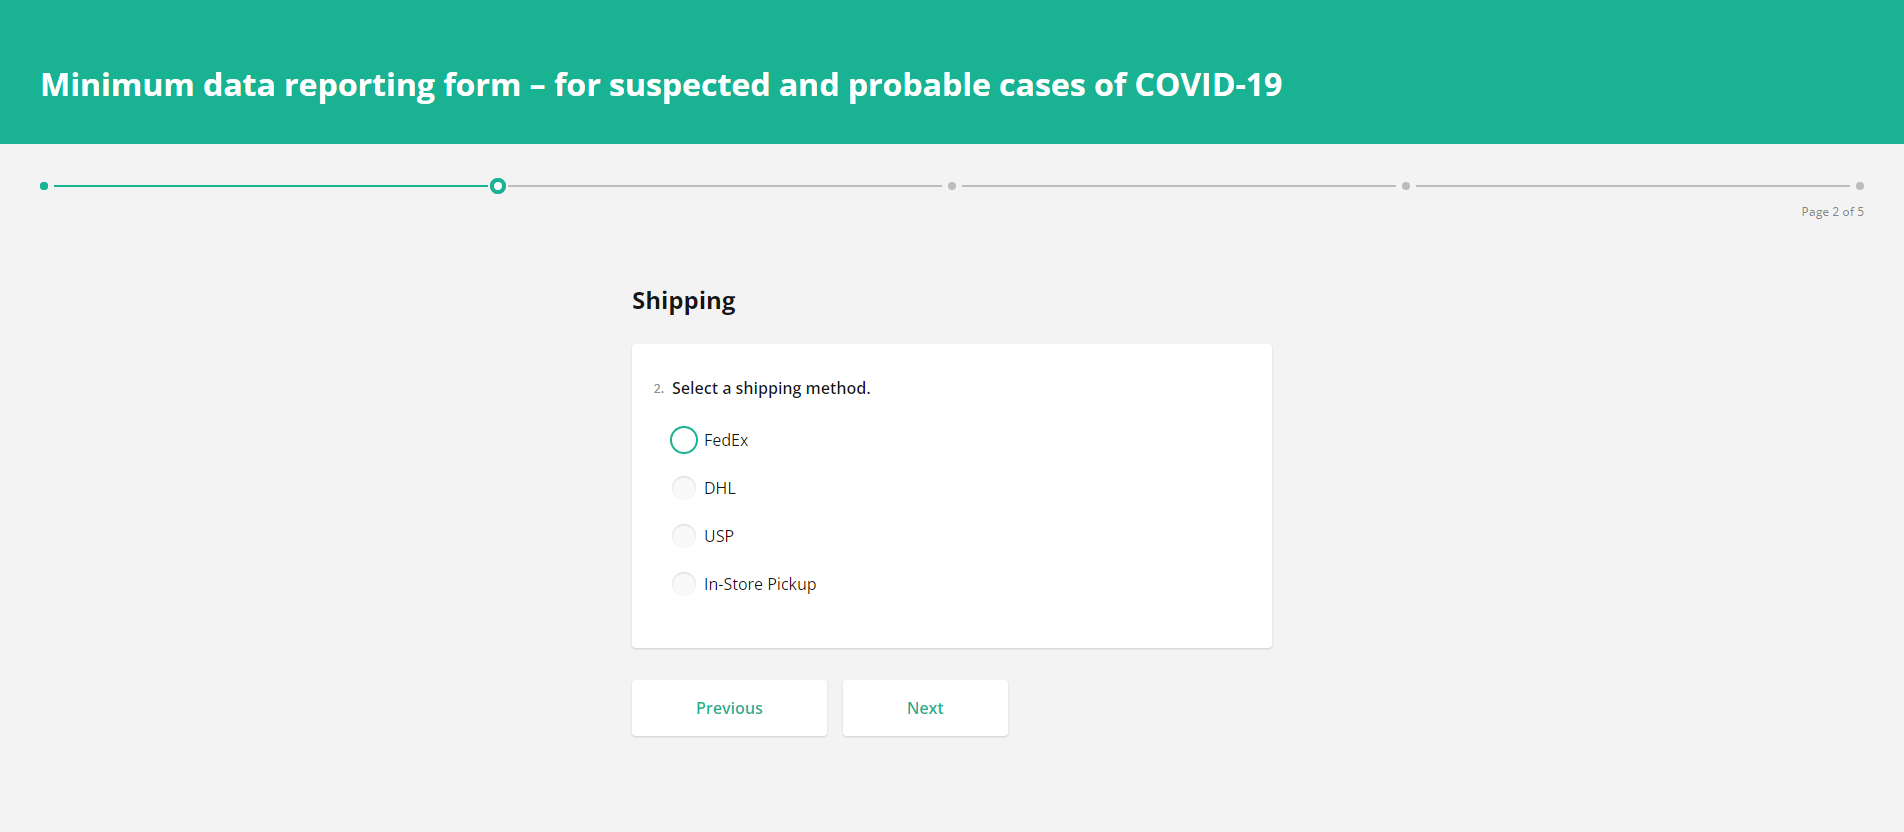 Minimum data reporting form – for suspected and probable cases of COVID-19
Page 2 of 5
Shipping
2. Select a shipping method.
FedEx
DHL
USP
In-Store Pickup
Previous
Next